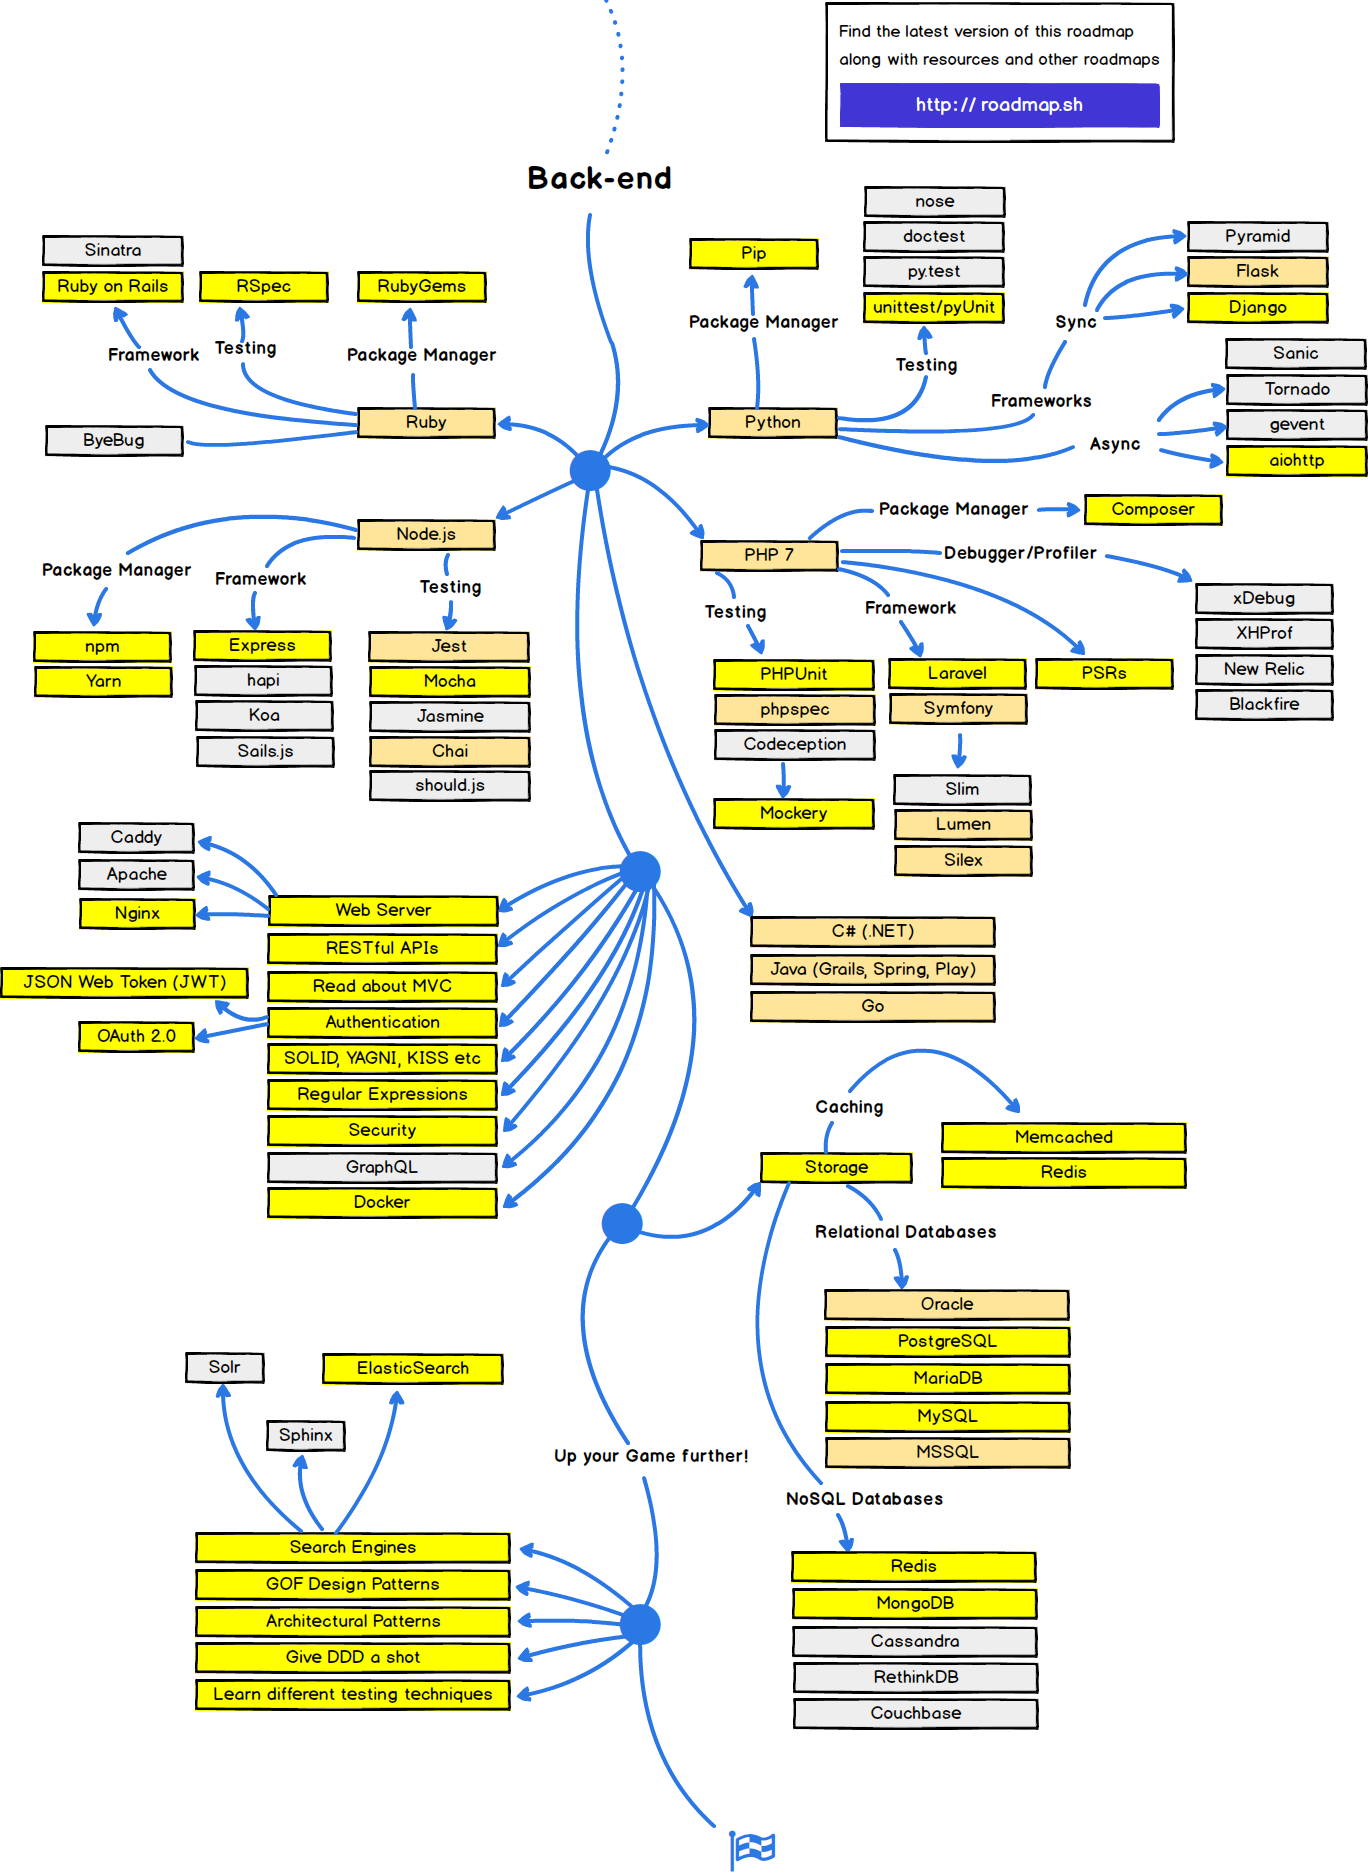 Find the latest version of this roadmap
along with resources and other roadmaps
http:// roadmap.sh
Back-end
Sinatra
Ruby on Rails
RSpec
RubyGems
Framework
Testing
Package Manager
Ruby
ByeBug
Pip
Package Manager
nose
doctest
py.test
unittest/pyUnit
Testing
Python
Frameworks
Sync
Pyramid
Flask
Django
Async
Sanic
Tornado
gevent
aiohttp
Node.js
Package Manager
npm
Yarn
Framework
Express
hapi
Koa
Sails.js
Testing
Jest
Mocha
Jasmine
Chai
should.js
PHP 7
Package Manager
Composer
Debugger/Profiler
xDebug
XHProf
New Relic
Blackfire
Testing
PHPUnit
phpspec
Codeception
Mockery
Framework
Laravel
Symfony
Slim
Lumen
Silex
PSRs
C# (.NET)
Java (Grails, Spring, Play)
Go
Caddy
Apache
Nginx
Web Server
RESTful APIs
Read about MVC
JSON Web Token (JWT)
OAuth 2.0
Authentication
SOLID, YAGNI, KISS etc
Regular Expressions
Security
GraphQL
Docker
Caching
Memcached
Redis
Storage
Relational Databases
Oracle
PostgreSQL
MariaDB
MySQL
MSSQL
NoSQL Databases
Redis
MongoDB
Cassandra
RethinkDB
Couchbase
Up your Game further!
Solr
ElasticSearch
Sphinx
Search Engines
GOF Design Patterns
Architectural Patterns
Give DDD a shot
Learn different testing techniques